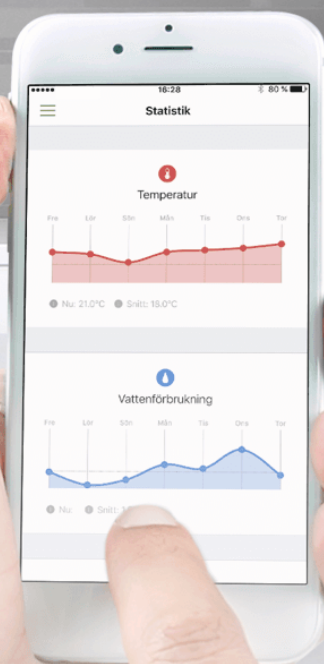 16:28 80 %
Statistik
Temperatur
Fre Lör Sön Mån Tis Ons Tor
Nu: 21.0°C Snitt: 19.0°C
Vattenförbrukning
Fre Lör Sön Mån Tis Ons Tor
Nu: Snitt: